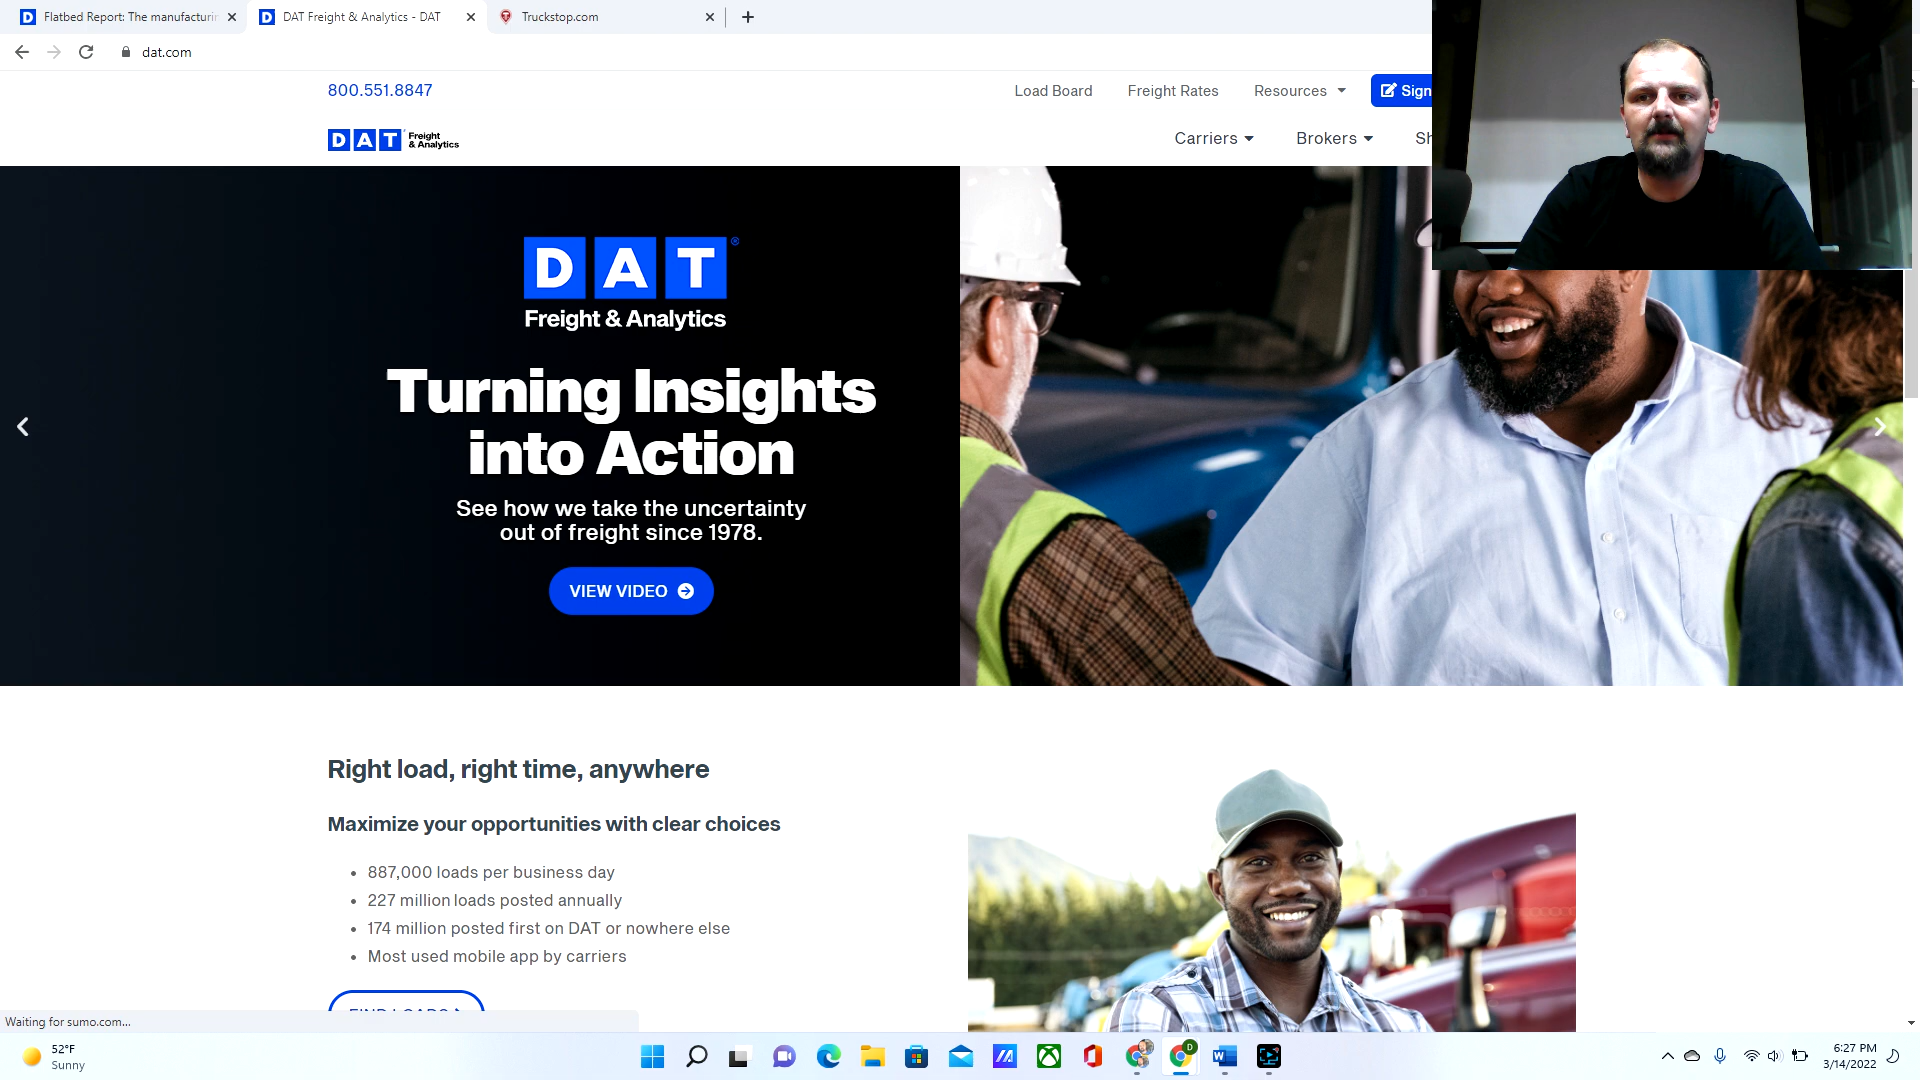 Flatbed Report: The manufacturin
DAT Freight & Analytics - DAT
Truckstop.com
dat.com
800.551.8847
Load Board
Freight Rates
Resources
Sign
DAT Freight
& Analytics
Carriers
Brokers
Sh
DAT®
Freight & Analytics
Turning Insights
into Action
See how we take the uncertainty
out of freight since 1978.
VIEW VIDEO
Right load, right time, anywhere
Maximize your opportunities with clear choices
• 887,000 loads per business day
• 227 million loads posted annually
• 174 million posted first on DAT or nowhere else
• Most used mobile app by carriers
FIND LOADS
Waiting for sumo.com...
52°F
Sunny
6:27 PM
3/14/2022